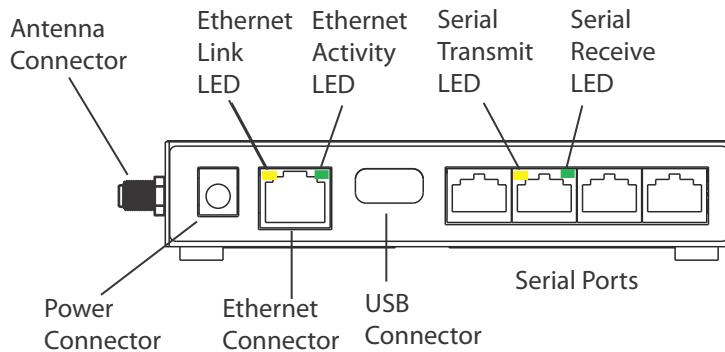 Antenna
Connector
Ethernet
Link
LED
Ethernet
Activity
LED
Serial
Transmit
LED
Serial
Receive
LED
Power
Connector
Ethernet
Connector
USB
Connector
Serial Ports